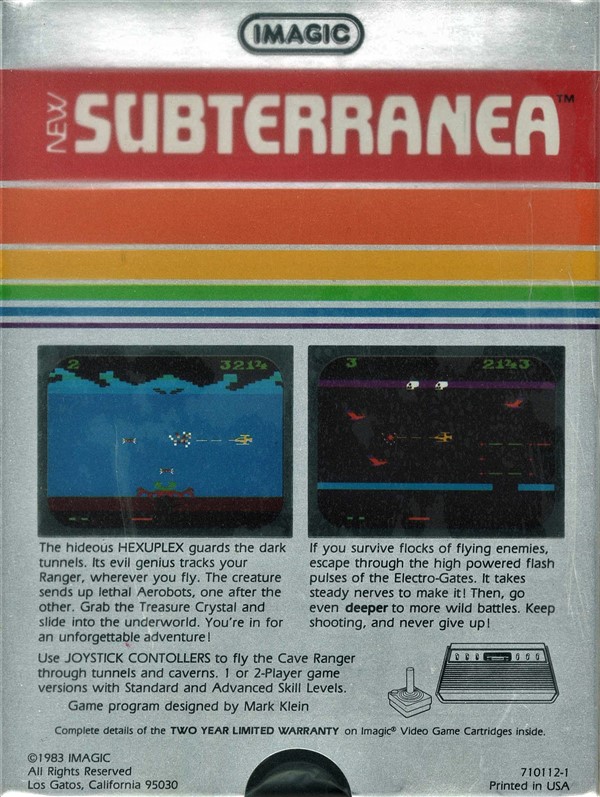 IMAGIC
NEW SUBTERRANEA™
2 3214
3 2143
The hideous HEXUPLEX guards the dark
tunnels. Its evil genius tracks your
Ranger, wherever you fly. The creature
sends up lethal Aerobots, one after the
other. Grab the Treasure Crystal and
slide into the underworld. You're in for
an unforgettable adventure!
If you survive flocks of flying enemies,
escape through the high powered flash
pulses of the Electro-Gates. It takes
steady nerves to make it! Then, go
even deeper to more wild battles. Keep
shooting, and never give up!
Use JOYSTICK CONTOLLERS to fly the Cave Ranger
through tunnels and caverns. 1 or 2-Player game
versions with Standard and Advanced Skill Levels.
Game program designed by Mark Klein
Complete details of the TWO YEAR LIMITED WARRANTY on Imagic® Video Game Cartridges inside.
©1983 IMAGIC
All Rights Reserved
Los Gatos, California 95030
710112-1
Printed in USA